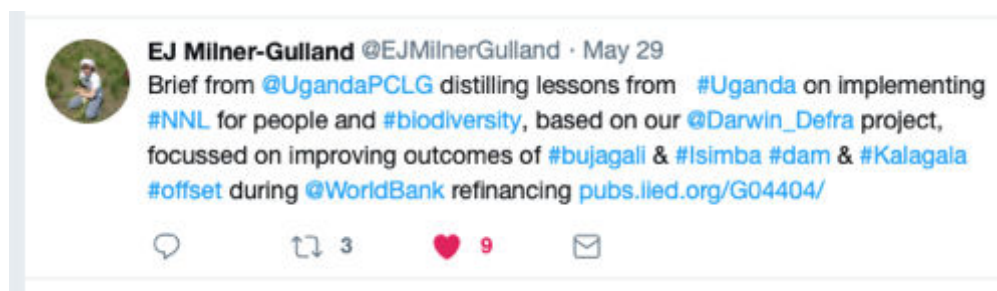 EJ Milner-Gulland @EJMilnerGulland · May 29
Brief from @UgandaPCLG distilling lessons from #Uganda on implementing
#NNL for people and #biodiversity, based on our @Darwin_Defra project,
focussed on improving outcomes of #bujagali & #Isimba #dam & #Kalagala
#offset during @WorldBank refinancing pubs.iied.org/G04404/
3 9